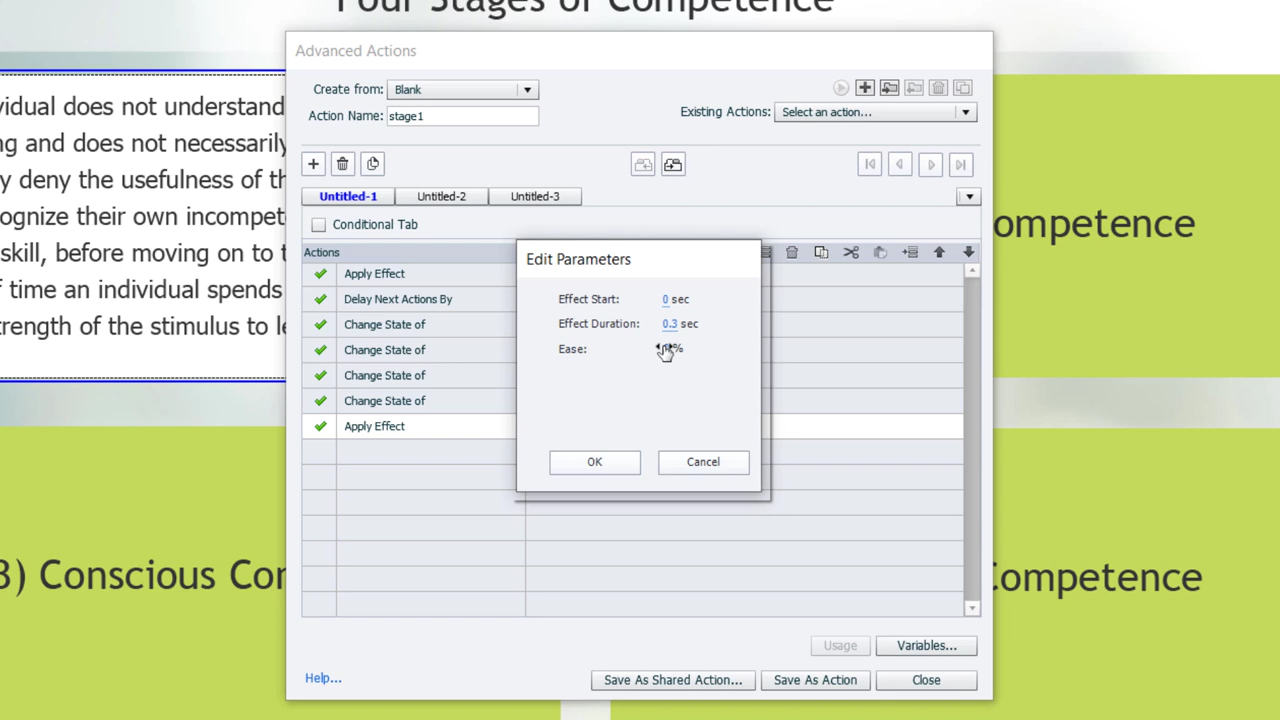 Four Stages of Competence
Advanced Actions
Create from: Blank
Action Name: stage1
Existing Actions: Select an action...
Untitled-1 Untitled-2 Untitled-3
Conditional Tab
Actions
Apply Effect
Delay Next Actions By
Change State of
Change State of
Change State of
Change State of
Apply Effect
Edit Parameters
Effect Start: 0 sec
Effect Duration: 0.3 sec
Ease: %
OK Cancel
Usage Variables...
Help... Save As Shared Action... Save As Action Close
vidual does not understand
ng and does not necessarily
y deny the usefulness of th
cognize their own incompet
skill, before moving on to t
f time an individual spends
trength of the stimulus to le
ompetence
3) Conscious Con
Competence